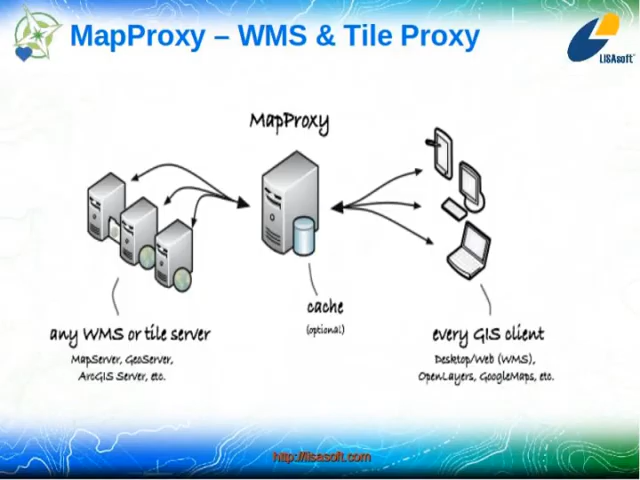 MapProxy – WMS & Tile Proxy
LISAsoft
MapProxy
cache
(optional)
any WMS or tile server
MapServer, GeoServer,
ArcGIS Server, etc.
every GIS client
Desktop/Web (WMS),
OpenLayers, GoogleMaps, etc.
http://lisasoft.com